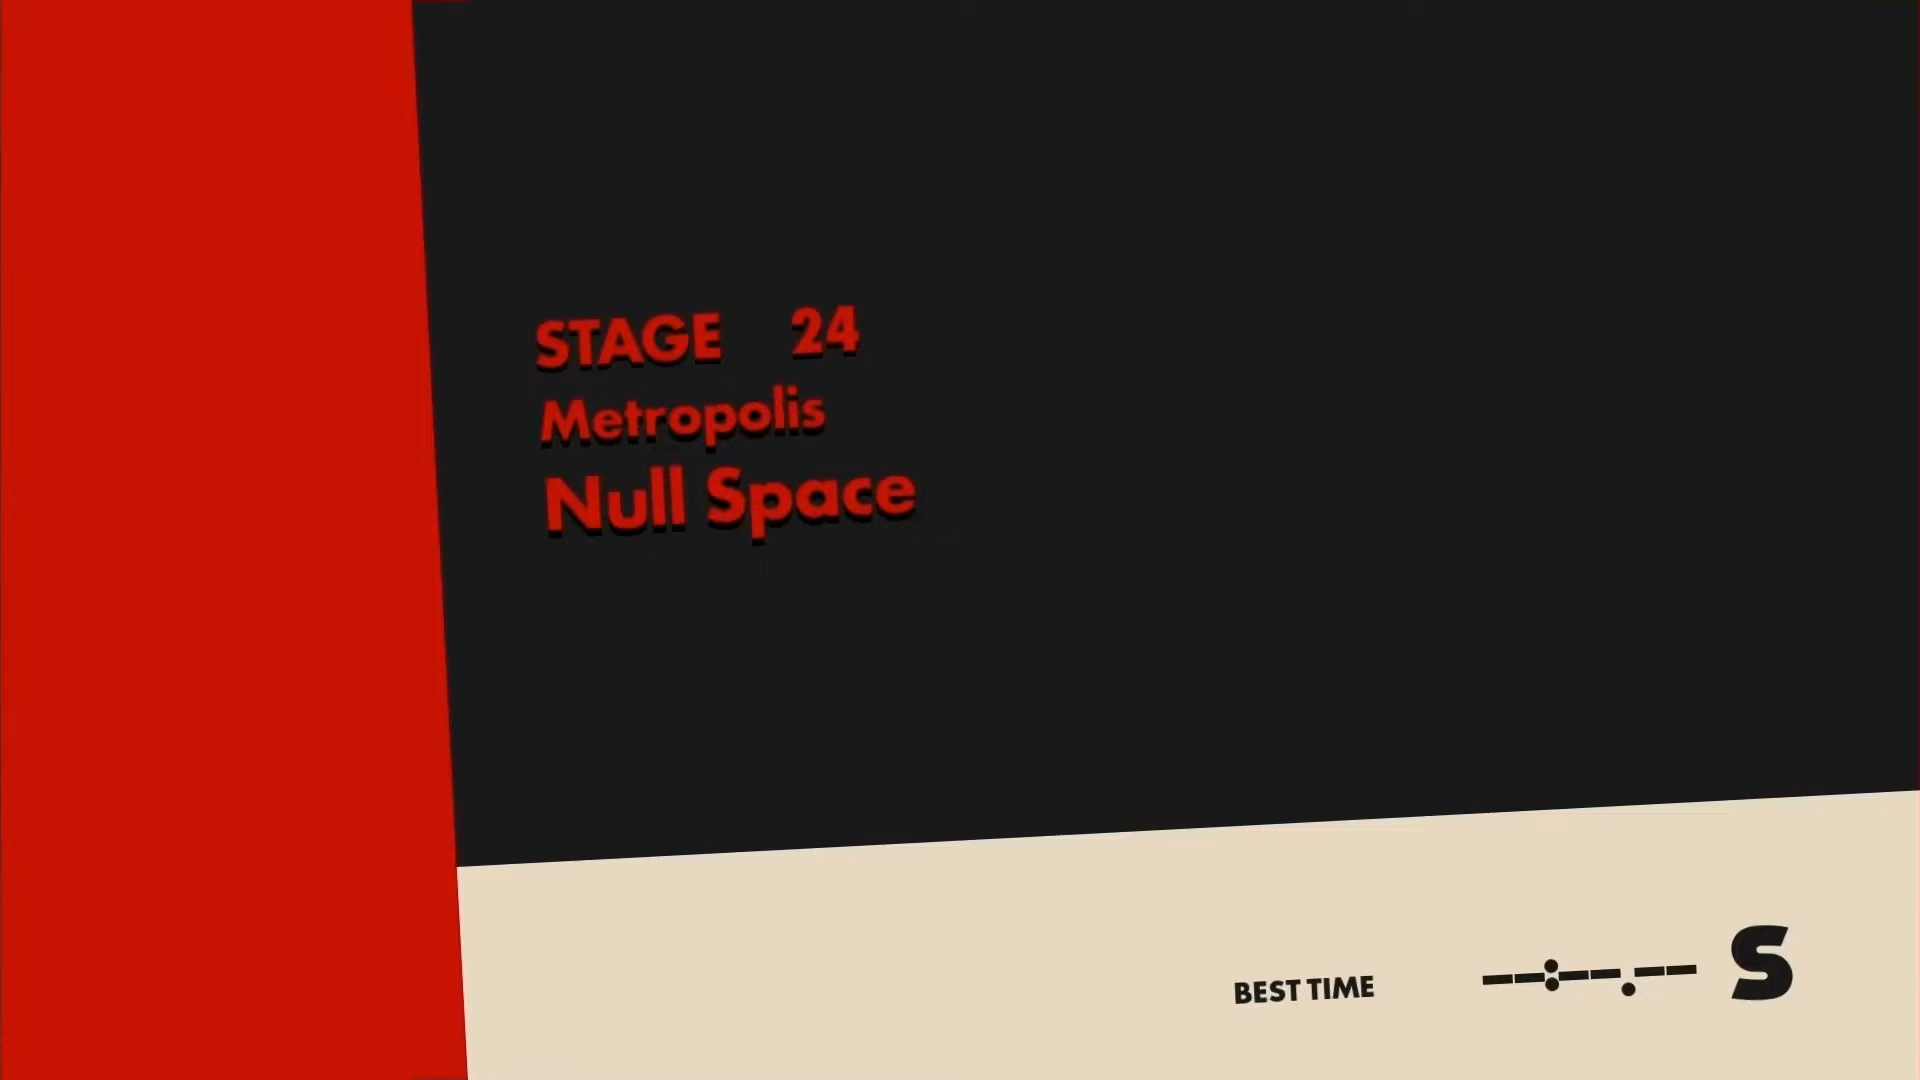 STAGE 24
Metropolis
Null Space
BEST TIME --:--.-- S